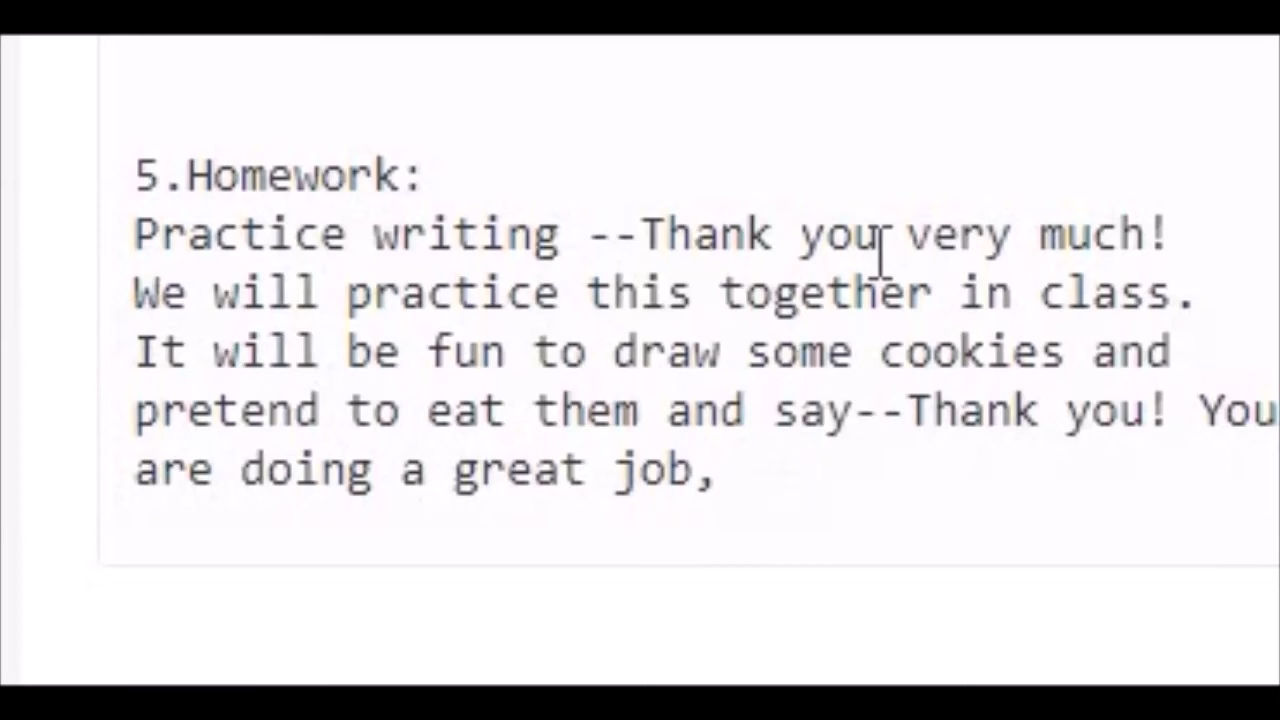 5.Homework:
Practice writing --Thank you very much!
We will practice this together in class.
It will be fun to draw some cookies and
pretend to eat them and say--Thank you! You
are doing a great job,